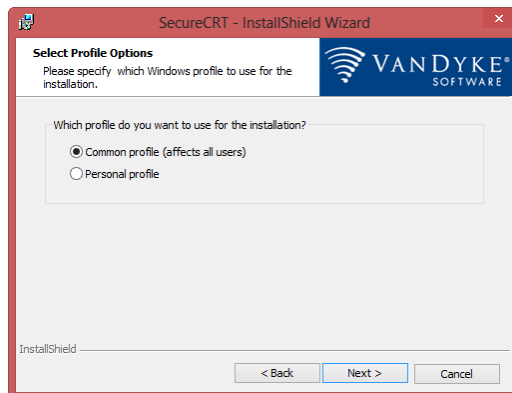 SecureCRT - InstallShield Wizard
Select Profile Options
Please specify which Windows profile to use for the
installation.
VANDYKE®
SOFTWARE
Which profile do you want to use for the installation?
Common profile (affects all users)
Personal profile
InstallShield
< Back
Next >
Cancel